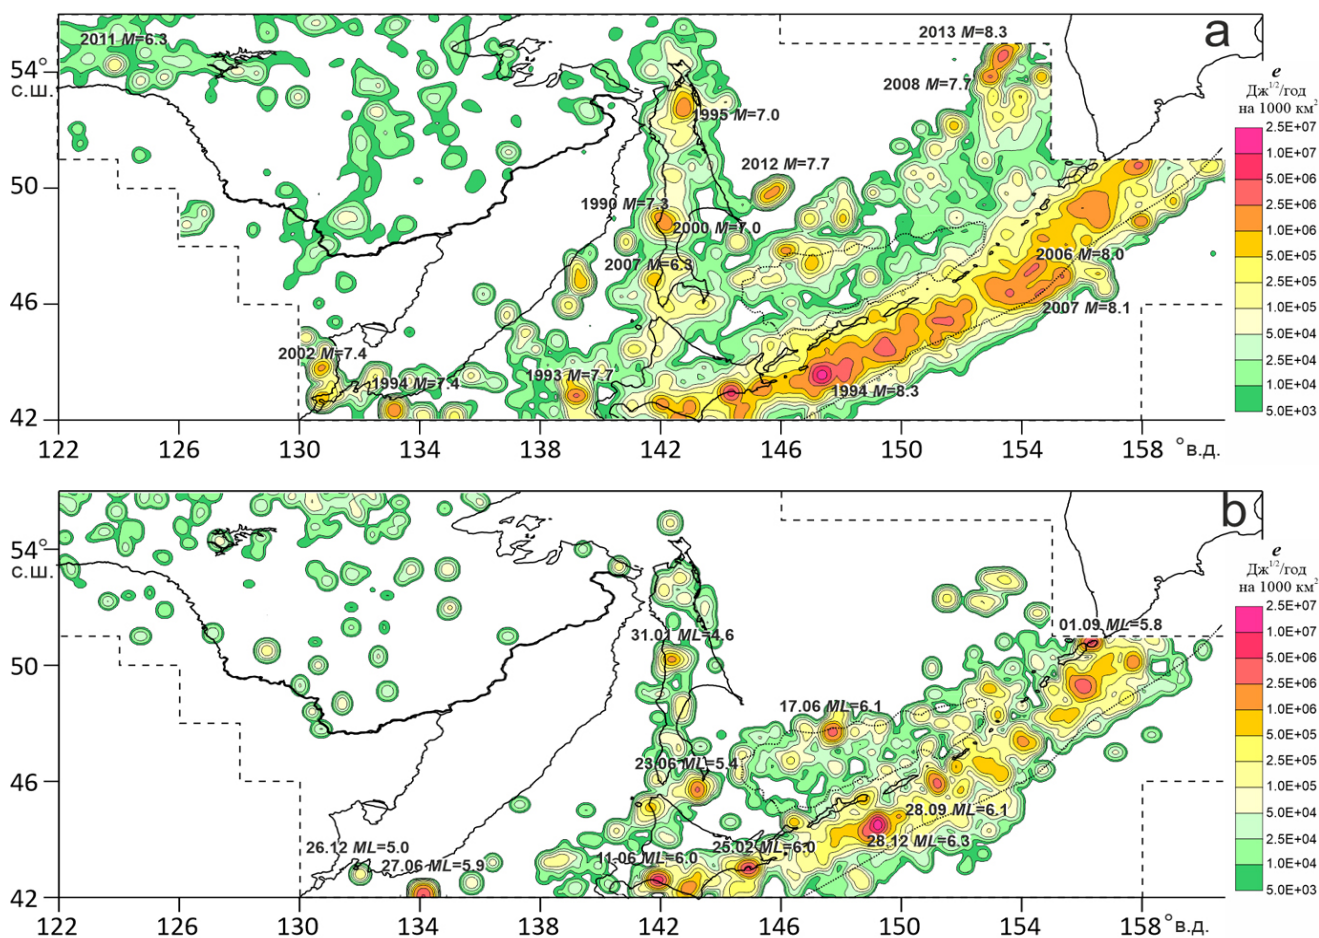 a
2011 M=6.3
2013 M=8.3
54°
с.ш.
2008 M=7.7
1995 M=7.0
2012 M=7.7
50
1990 M=7.3
2000 M=7.0
2007 M=6.3
2006 M=8.0
46
2007 M=8.1
2002 M=7.4
1994 M=7.4
1993 M=7.7
1994 M=8.3
42
122 126 130 134 138 142 146 150 154 158 °в.д.
e
Дж1/2/год
на 1000 км2
2.5E+07
1.0E+07
5.0E+06
2.5E+06
1.0E+06
5.0E+05
2.5E+05
1.0E+05
5.0E+04
2.5E+04
1.0E+04
5.0E+03
b
54°
с.ш.
01.09 ML=5.8
31.01 ML=4.6
50
17.06 ML=6.1
23.06 ML=5.4
46
28.09 ML=6.1
26.12 ML=5.0
25.02 ML=6.0
28.12 ML=6.3
27.06 ML=5.9
11.06 ML=6.0
42
122 126 130 134 138 142 146 150 154 158 °в.д.
e
Дж1/2/год
на 1000 км2
2.5E+07
1.0E+07
5.0E+06
2.5E+06
1.0E+06
5.0E+05
2.5E+05
1.0E+05
5.0E+04
2.5E+04
1.0E+04
5.0E+03